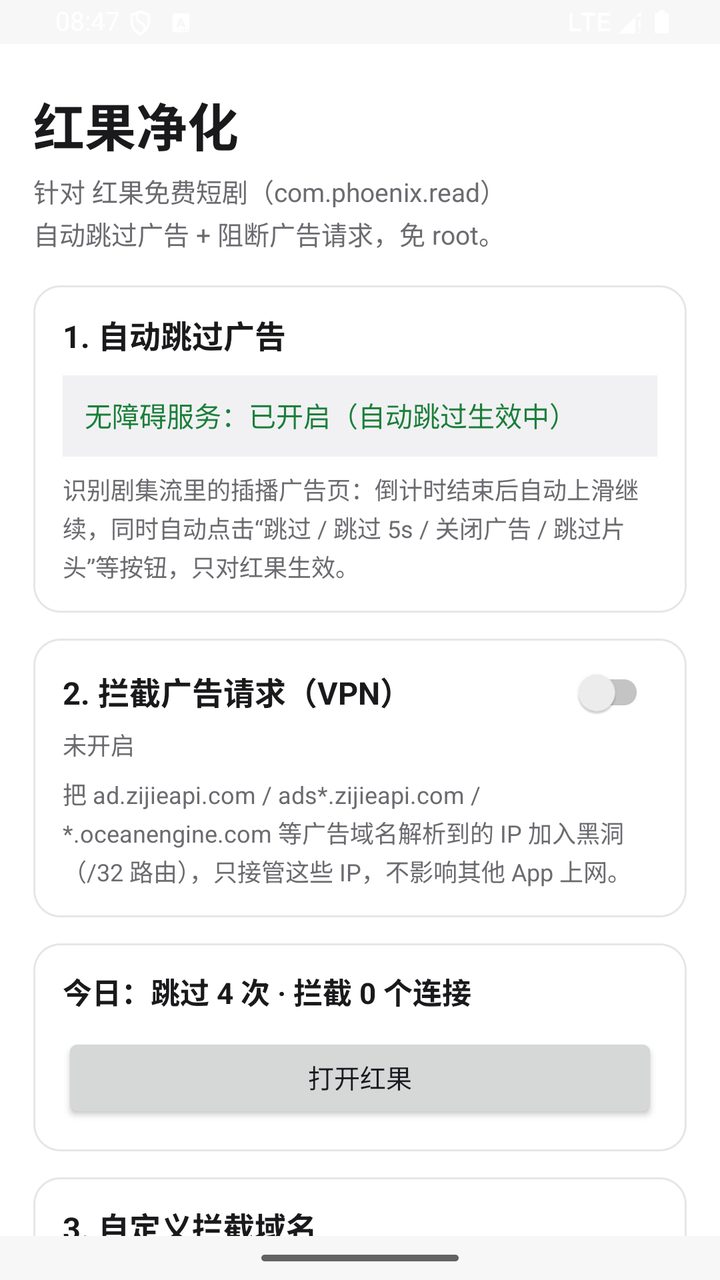 08:47
LTE
红果净化
针对 红果免费短剧（com.phoenix.read）
自动跳过广告 + 阻断广告请求，免 root。
1. 自动跳过广告
无障碍服务：已开启（自动跳过生效中）
识别剧集流里的插播广告页：倒计时结束后自动上滑继
续，同时自动点击“跳过 / 跳过 5s / 关闭广告 / 跳过片
头”等按钮，只对红果生效。
2. 拦截广告请求（VPN）
未开启
把 ad.zijieapi.com / ads*.zijieapi.com /
*.oceanengine.com 等广告域名解析到的 IP 加入黑洞
（/32 路由），只接管这些 IP，不影响其他 App 上网。
今日：跳过 4 次 · 拦截 0 个连接
打开红果
3. 自定义拦截域名